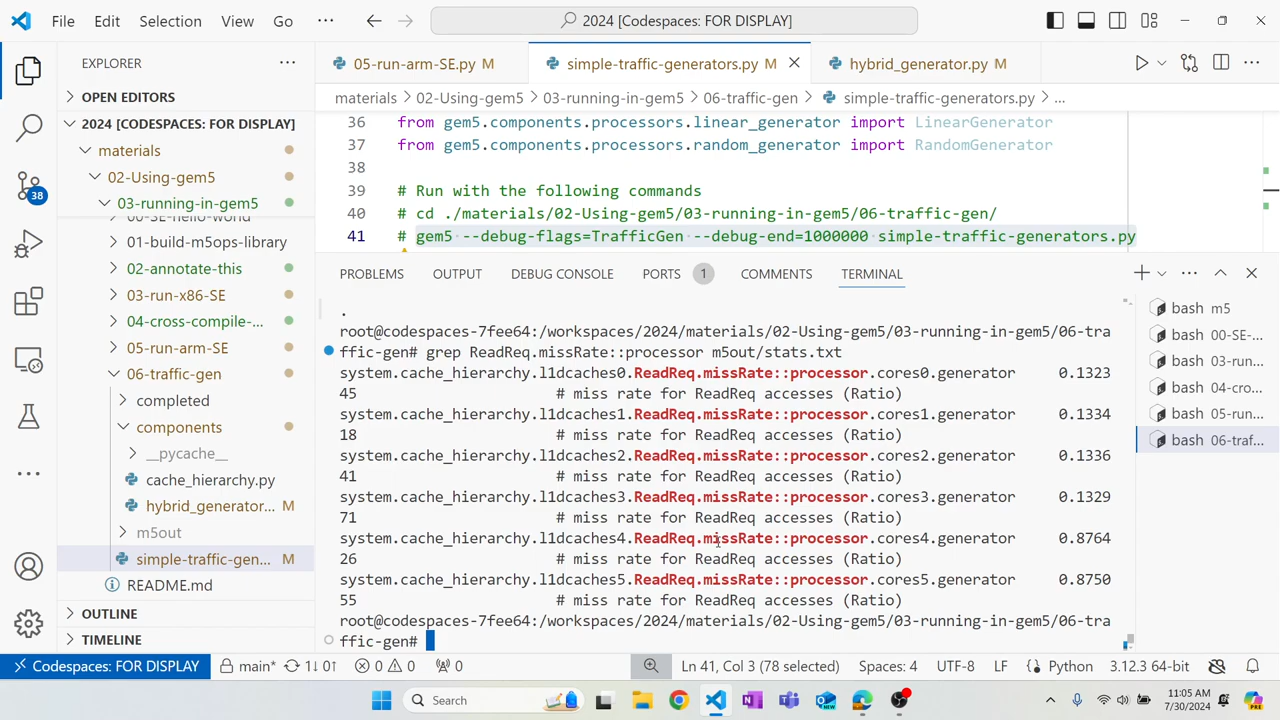 File Edit Selection View Go ··· 2024 [Codespaces: FOR DISPLAY]
EXPLORER ···
OPEN EDITORS
2024 [CODESPACES: FOR DISPLAY]
materials
02-Using-gem5
03-running-in-gem5
00-SE-hello-world
01-build-m5ops-library
02-annotate-this
03-run-x86-SE
04-cross-compile-...
05-run-arm-SE
06-traffic-gen
completed
components
__pycache__
cache_hierarchy.py
hybrid_generator... M
m5out
simple-traffic-gen... M
README.md
OUTLINE
TIMELINE
38
05-run-arm-SE.py M simple-traffic-generators.py M hybrid_generator.py M
materials > 02-Using-gem5 > 03-running-in-gem5 > 06-traffic-gen > simple-traffic-generators.py > ...
36 from gem5.components.processors.linear_generator import LinearGenerator
37 from gem5.components.processors.random_generator import RandomGenerator
38
39 # Run with the following commands
40 # cd ./materials/02-Using-gem5/03-running-in-gem5/06-traffic-gen/
41 # gem5 --debug-flags=TrafficGen --debug-end=1000000 simple-traffic-generators.py
PROBLEMS OUTPUT DEBUG CONSOLE PORTS 1 COMMENTS TERMINAL
.
root@codespaces-7fee64:/workspaces/2024/materials/02-Using-gem5/03-running-in-gem5/06-tra
ffic-gen# grep ReadReq.missRate::processor m5out/stats.txt
system.cache_hierarchy.l1dcaches0.ReadReq.missRate::processor.cores0.generator 0.1323
45 # miss rate for ReadReq accesses (Ratio)
system.cache_hierarchy.l1dcaches1.ReadReq.missRate::processor.cores1.generator 0.1334
18 # miss rate for ReadReq accesses (Ratio)
system.cache_hierarchy.l1dcaches2.ReadReq.missRate::processor.cores2.generator 0.1336
41 # miss rate for ReadReq accesses (Ratio)
system.cache_hierarchy.l1dcaches3.ReadReq.missRate::processor.cores3.generator 0.1329
71 # miss rate for ReadReq accesses (Ratio)
system.cache_hierarchy.l1dcaches4.ReadReq.missRate::processor.cores4.generator 0.8764
26 # miss rate for ReadReq accesses (Ratio)
system.cache_hierarchy.l1dcaches5.ReadReq.missRate::processor.cores5.generator 0.8750
55 # miss rate for ReadReq accesses (Ratio)
root@codespaces-7fee64:/workspaces/2024/materials/02-Using-gem5/03-running-in-gem5/06-tra
ffic-gen#
bash m5
bash 00-SE-...
bash 03-run...
bash 04-cro...
bash 05-run...
bash 06-traf...
Codespaces: FOR DISPLAY main* 1↓ 0↑ 0 0 0 Ln 41, Col 3 (78 selected) Spaces: 4 UTF-8 LF Python 3.12.3 64-bit
Search
11:05 AM
7/30/2024